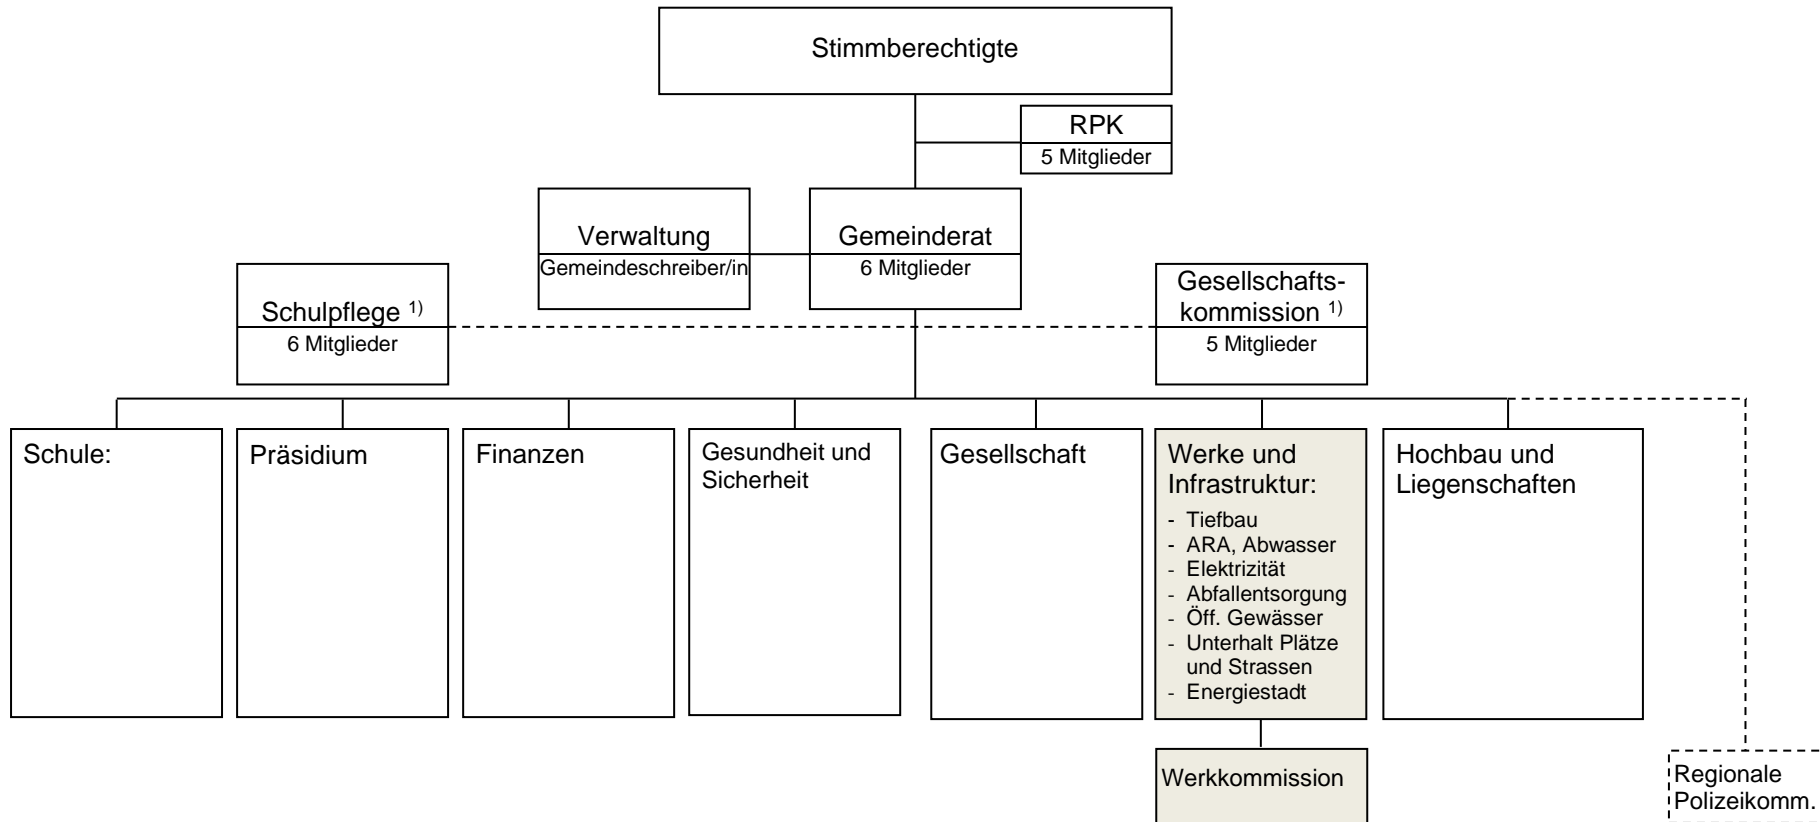 Stimmberechtigte
RPK
5 Mitglieder
Verwaltung
Gemeindeschreiber/in
Gemeinderat
6 Mitglieder
Schulpflege 1)
6 Mitglieder
Gesellschafts-
kommission 1)
5 Mitglieder
Schule:
Präsidium
Finanzen
Gesundheit und
Sicherheit
Gesellschaft
Werke und
Infrastruktur:
- Tiefbau
- ARA, Abwasser
- Elektrizität
- Abfallentsorgung
- Öff. Gewässer
- Unterhalt Plätze
und Strassen
- Energiestadt
Hochbau und
Liegenschaften
Werkkommission
Regionale
Polizeikomm.